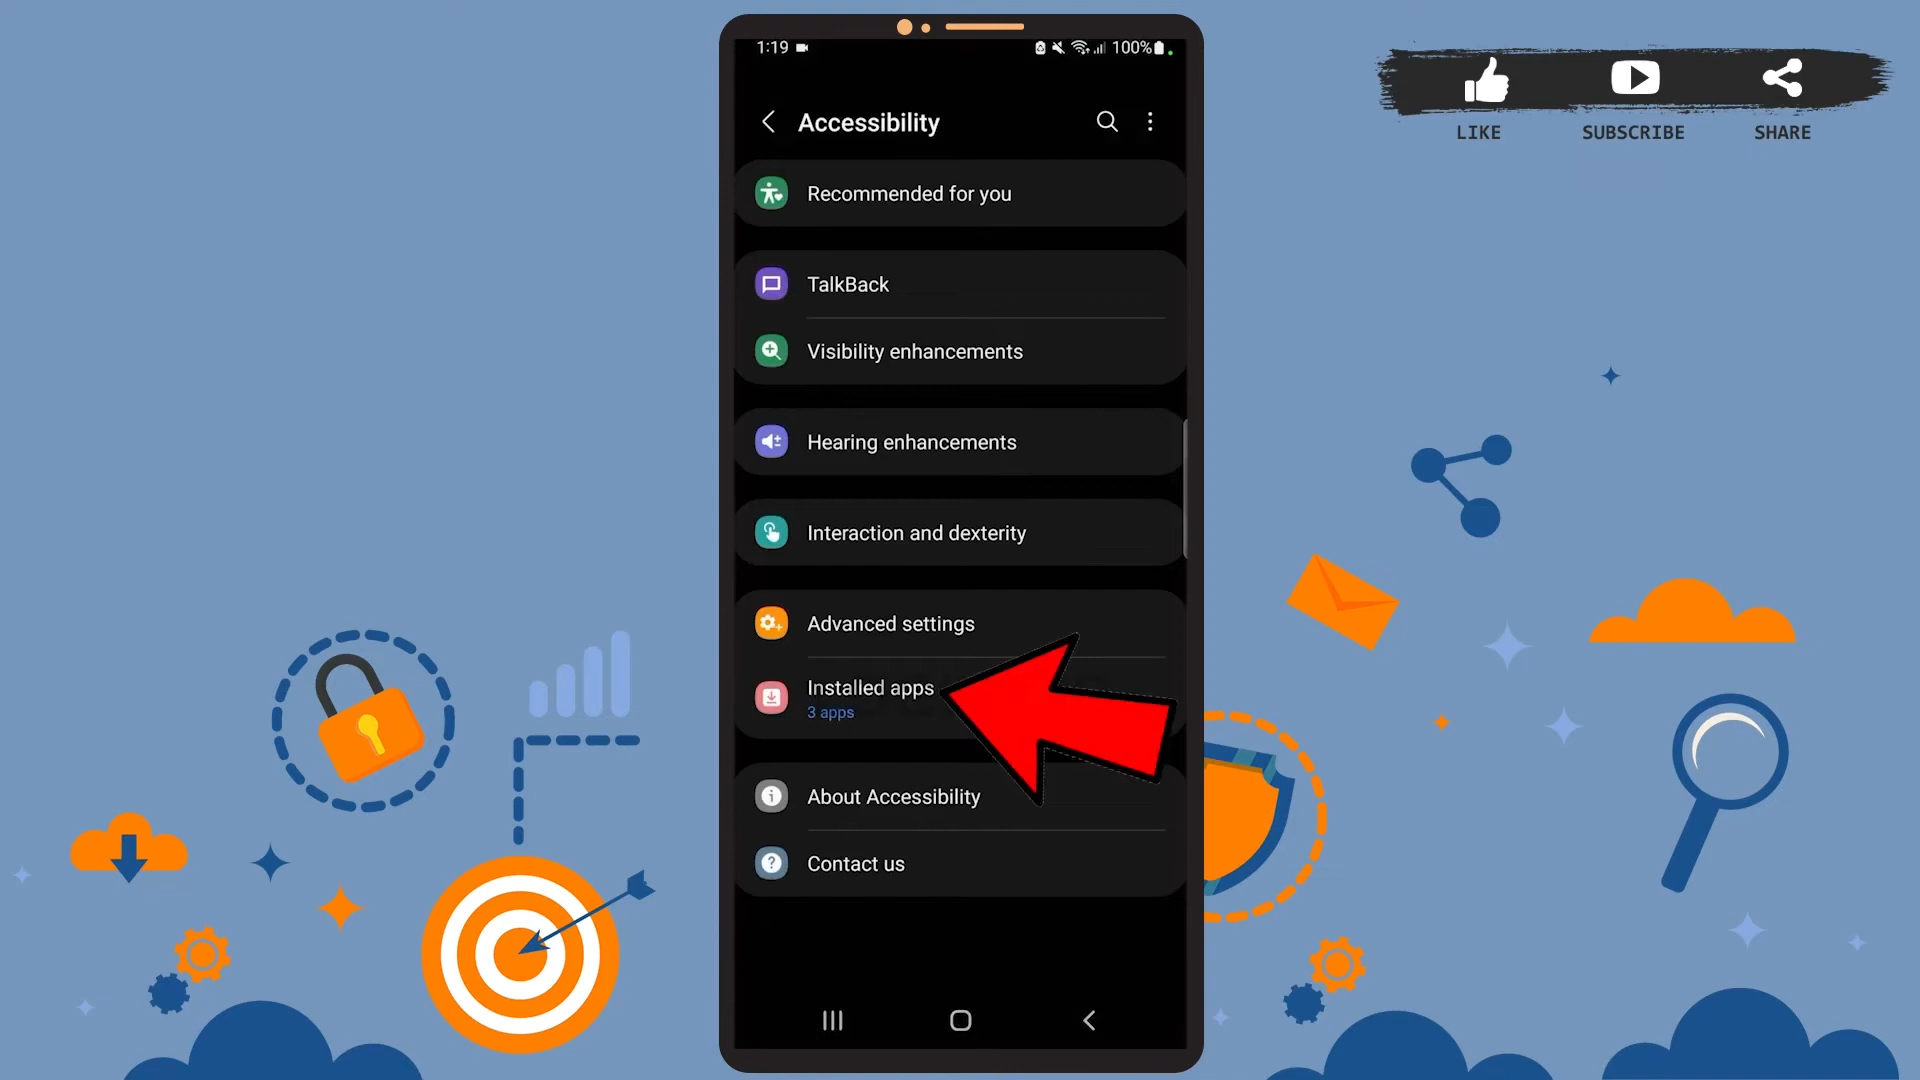 1:19
100%
Accessibility
Recommended for you
TalkBack
Visibility enhancements
Hearing enhancements
Interaction and dexterity
Advanced settings
Installed apps
3 apps
About Accessibility
Contact us
LIKE SUBSCRIBE SHARE